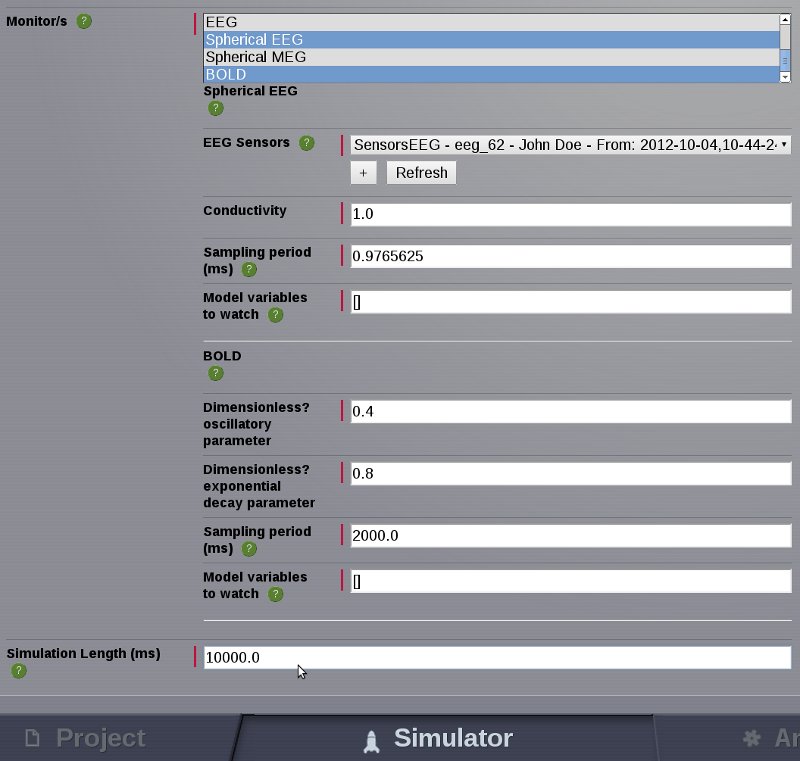 Monitor/s ?
EEG
Spherical EEG
Spherical MEG
BOLD
Spherical EEG
?
EEG Sensors ?
SensorsEEG - eeg_62 - John Doe - From: 2012-10-04,10-44-2
+ Refresh
Conductivity
1.0
Sampling period
(ms) ?
0.9765625
Model variables
to watch ?
[]
BOLD
?
Dimensionless?
oscillatory
parameter
0.4
Dimensionless?
exponential
decay parameter
0.8
Sampling period
(ms) ?
2000.0
Model variables
to watch ?
[]
Simulation Length (ms)
?
10000.0
Project Simulator